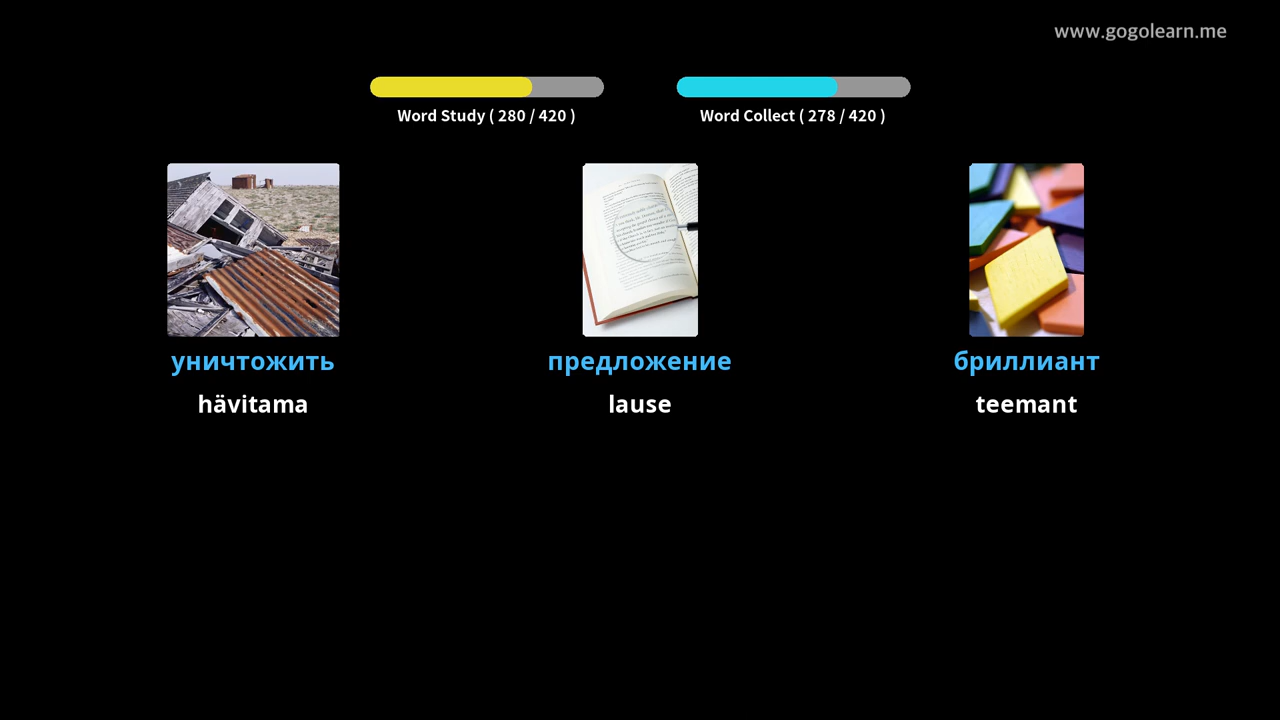 www.gogolearn.me
Word Study ( 280 / 420 )
Word Collect ( 278 / 420 )
уничтожить
предложение
бриллиант
hävitama
lause
teemant